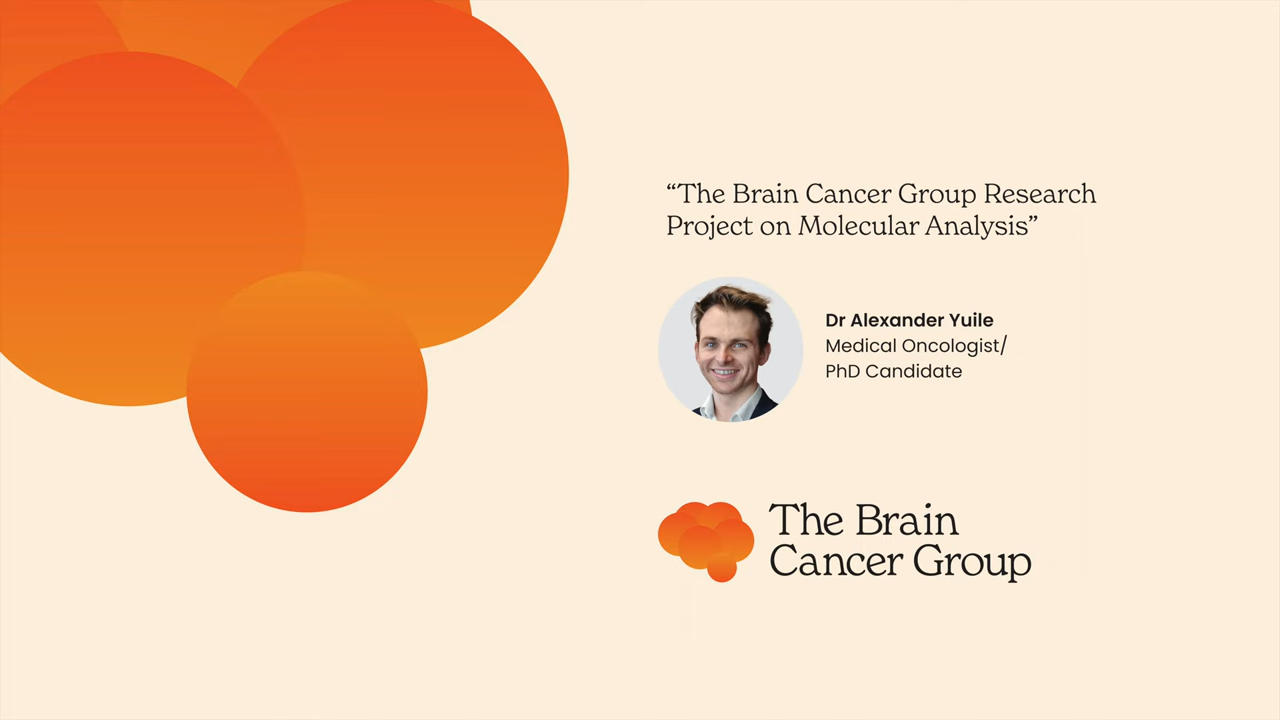 “The Brain Cancer Group Research
Project on Molecular Analysis”
Dr Alexander Yuile
Medical Oncologist/
PhD Candidate
The Brain
Cancer Group